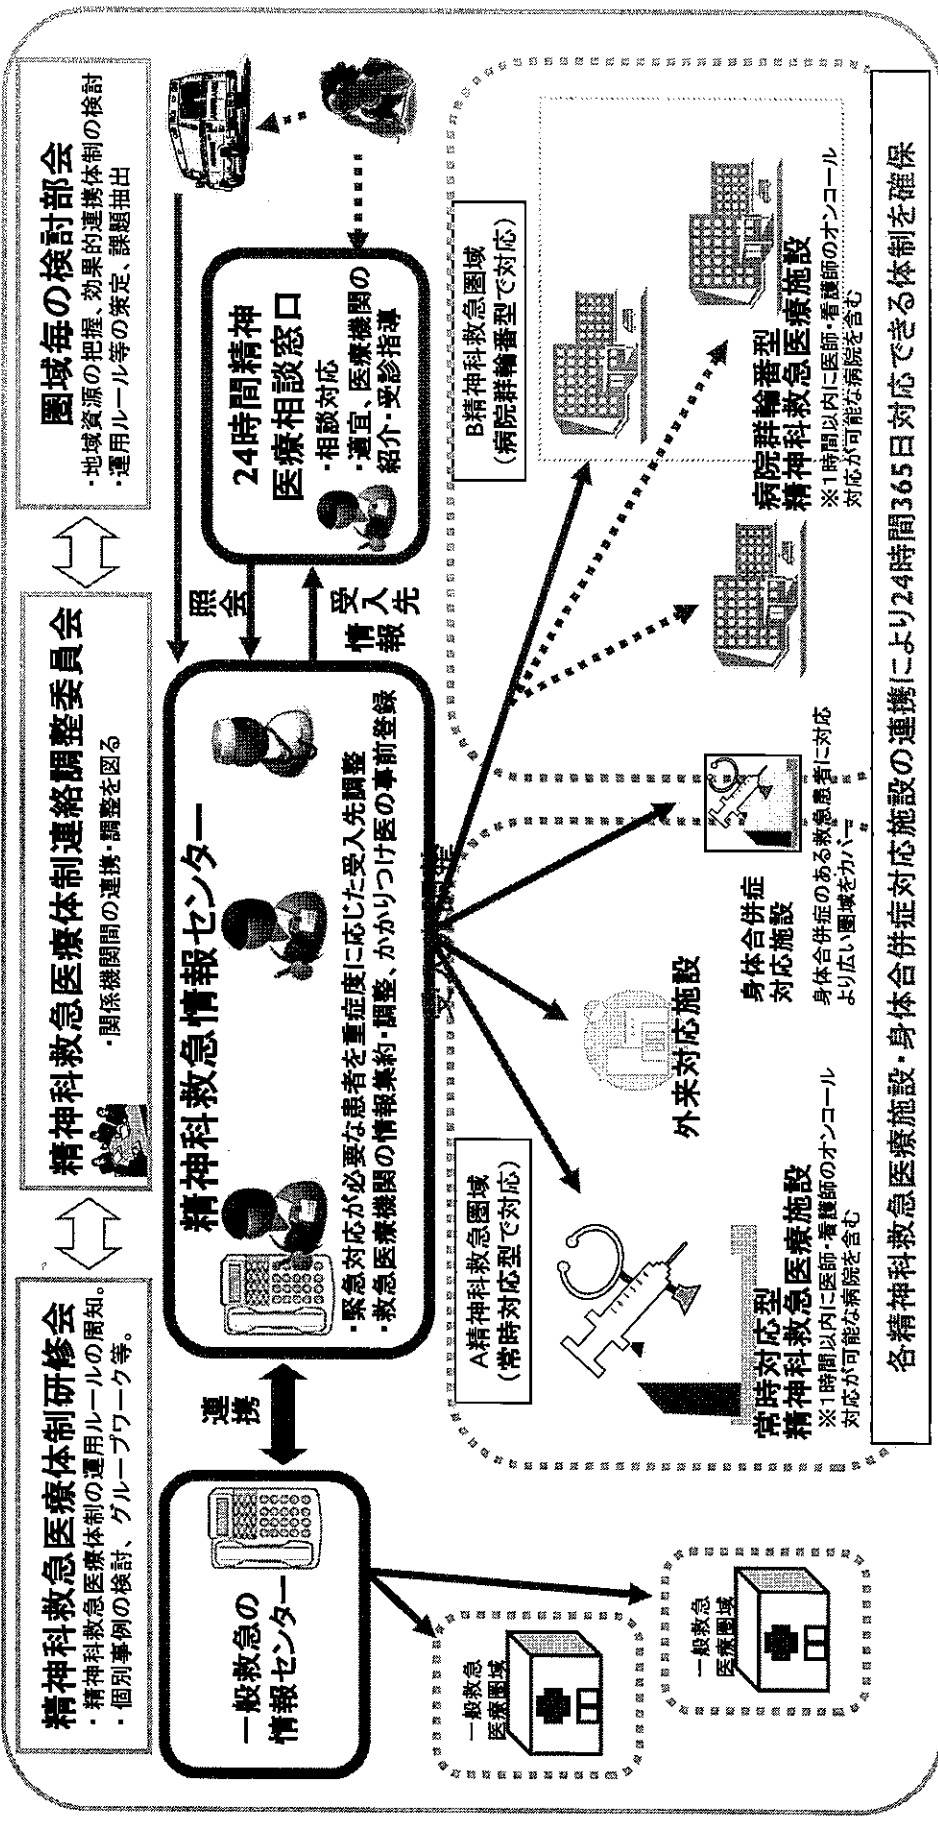 精神科救急医療体制研修会
・精神科救急医療体制の運用ルールの周知。
・個別事例の検討、グループワーク等。
精神科救急医療体制連絡調整委員会
・関係機関間の連携・調整を図る
圏域毎の検討部会
・地域資源の把握、効果的連携体制の検討
・運用ルール等の策定、課題抽出
一般救急の
情報センター
連携
精神科救急情報センター
・緊急対応が必要な患者を重症度に応じた受入先調整
・救急医療機関の情報集約・調整、かかりつけ医の事前登録
照会
受入先
情報
24時間精神
医療相談窓口
・相談対応
・適宜、医療機関の
紹介・受診指導
一般救急
医療圏域
一般救急
医療圏域
A精神科救急圏域
(常時対応型で対応)
常時対応型
精神科救急医療施設
※1時間以内に医師・看護師のオンコール
対応が可能な病院を含む
外来対応施設
身体合併症
対応施設
身体合併症のある救急患者に対応
より広い圏域をカバー
B精神科救急圏域
(病院群輪番型で対応)
病院群輪番型
精神科救急医療施設
※1時間以内に医師・看護師のオンコール
対応が可能な病院を含む
各精神科救急医療施設・身体合併症対応施設の連携により24時間365日対応できる体制を確保